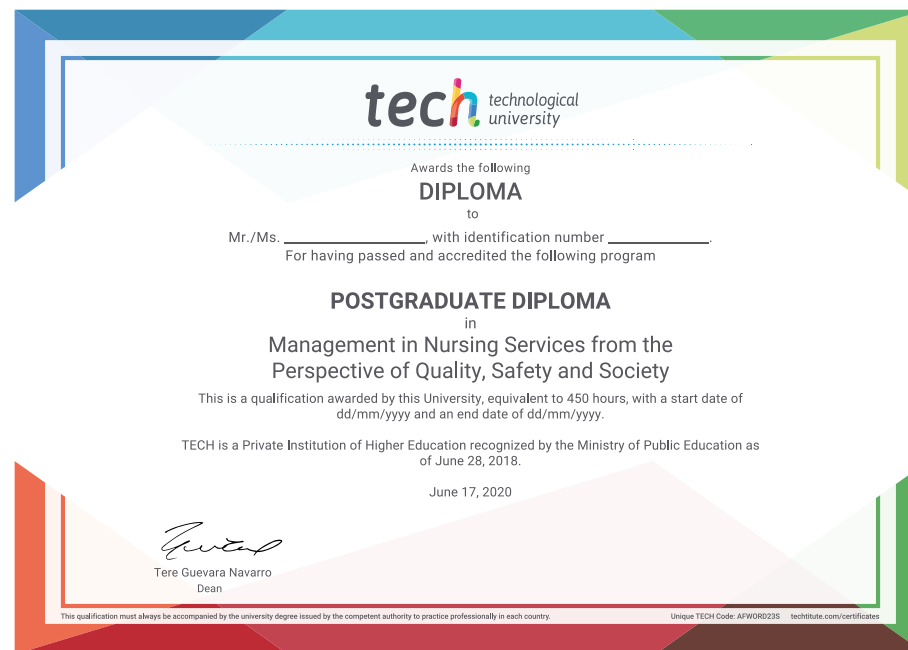 tech technological
university
Awards the following
DIPLOMA
to
Mr./Ms. ____________, with identification number ____________.
For having passed and accredited the following program
POSTGRADUATE DIPLOMA
in
Management in Nursing Services from the
Perspective of Quality, Safety and Society
This is a qualification awarded by this University, equivalent to 450 hours, with a start date of
dd/mm/yyyy and an end date of dd/mm/yyyy.
TECH is a Private Institution of Higher Education recognized by the Ministry of Public Education as
of June 28, 2018.
June 17, 2020
Tere Guevara Navarro
Dean
This qualification must always be accompanied by the university degree issued by the competent authority to practice professionally in each country.
Unique TECH Code: AFWORD23S techtitute.com/certificates